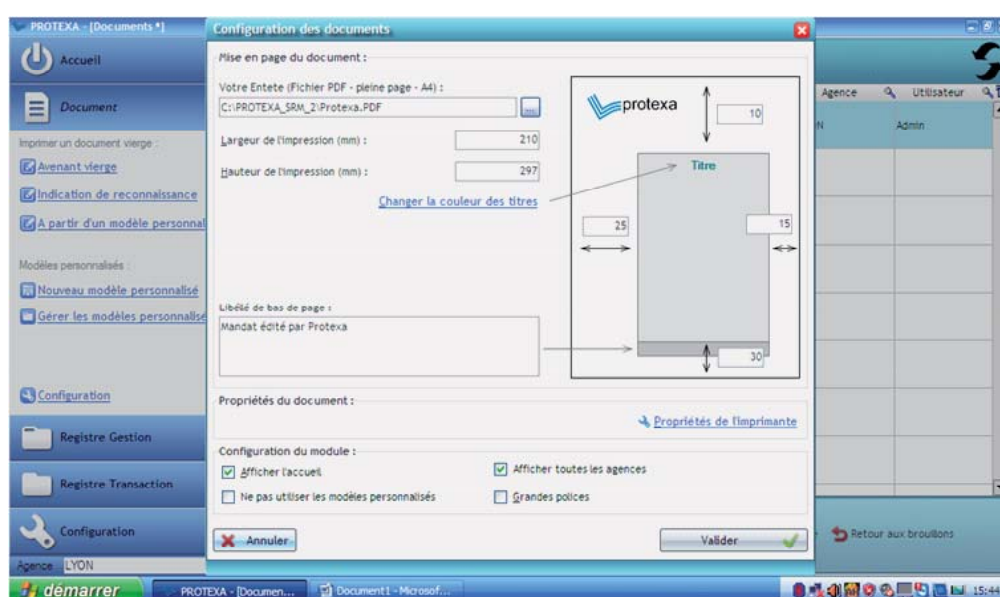 PROTEXA - [Documents *]
Configuration des documents
Accueil
Document
Imprimer un document vierge :
Avenant vierge
Indication de reconnaissance
A partir d'un modèle personnal
Modèles personnalisés :
Nouveau modèle personnalisé
Gérer les modèles personnalisé
Configuration
Registre Gestion
Registre Transaction
Configuration
Agence LYON
Mise en page du document :
Votre Entete (Fichier PDF - pleine page - A4) :
C:\PROTEXA_SRM_2\Protexa.PDF
...
Largeur de l'impression (mm) : 210
Hauteur de l'impression (mm) : 297
Changer la couleur des titres
Libélé de bas de page :
Mandat édité par Protexa
protexa
10
Titre
25
15
30
Propriétés du document :
Propriétés de l'imprimante
Configuration du module :
Afficher l'accueil
Afficher toutes les agences
Ne pas utiliser les modèles personnalisés
Grandes polices
Annuler
Valider
Agence Utilisateur
N Admin
Retour aux brouillons
démarrer
PROTEXA - [Documen...
Document1 - Microsof...
15:44